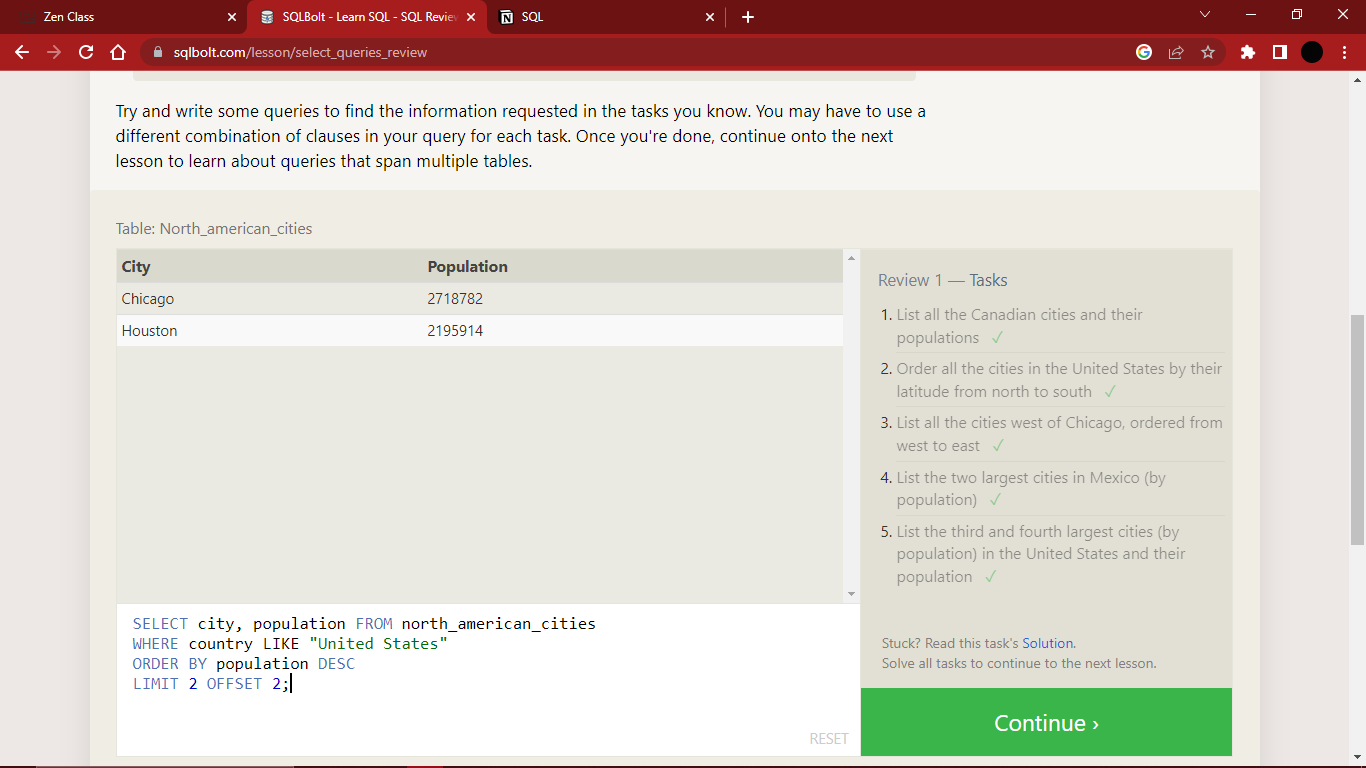 Zen Class
SQLBolt - Learn SQL - SQL Review
SQL
sqlbolt.com/lesson/select_queries_review
Try and write some queries to find the information requested in the tasks you know. You may have to use a
different combination of clauses in your query for each task. Once you're done, continue onto the next
lesson to learn about queries that span multiple tables.
Table: North_american_cities
City Population
Chicago 2718782
Houston 2195914
SELECT city, population FROM north_american_cities
WHERE country LIKE "United States"
ORDER BY population DESC
LIMIT 2 OFFSET 2;
RESET
Review 1 — Tasks
1. List all the Canadian cities and their
populations ✓
2. Order all the cities in the United States by their
latitude from north to south ✓
3. List all the cities west of Chicago, ordered from
west to east ✓
4. List the two largest cities in Mexico (by
population) ✓
5. List the third and fourth largest cities (by
population) in the United States and their
population ✓
Stuck? Read this task's Solution.
Solve all tasks to continue to the next lesson.
Continue ›